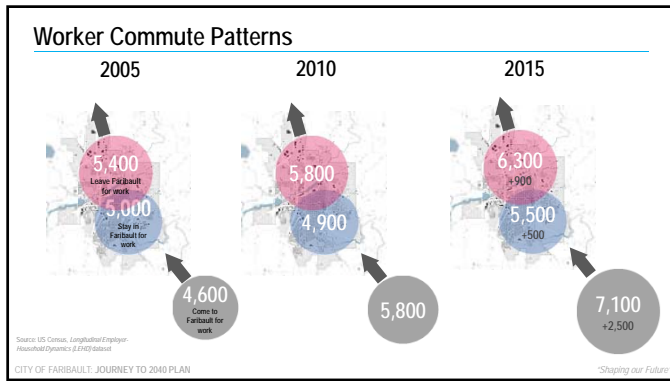 Worker Commute Patterns
2005
2010
2015
5,400
Leave Faribault
for work
5,000
Stay in
Faribault for
work
4,600
Come to
Faribault for
work
5,800
4,900
5,800
6,300
+900
5,500
+500
7,100
+2,500
Source: US Census, Longitudinal Employer-
Household Dynamics (LEHD) dataset
CITY OF FARIBAULT: JOURNEY TO 2040 PLAN
"Shaping our Future